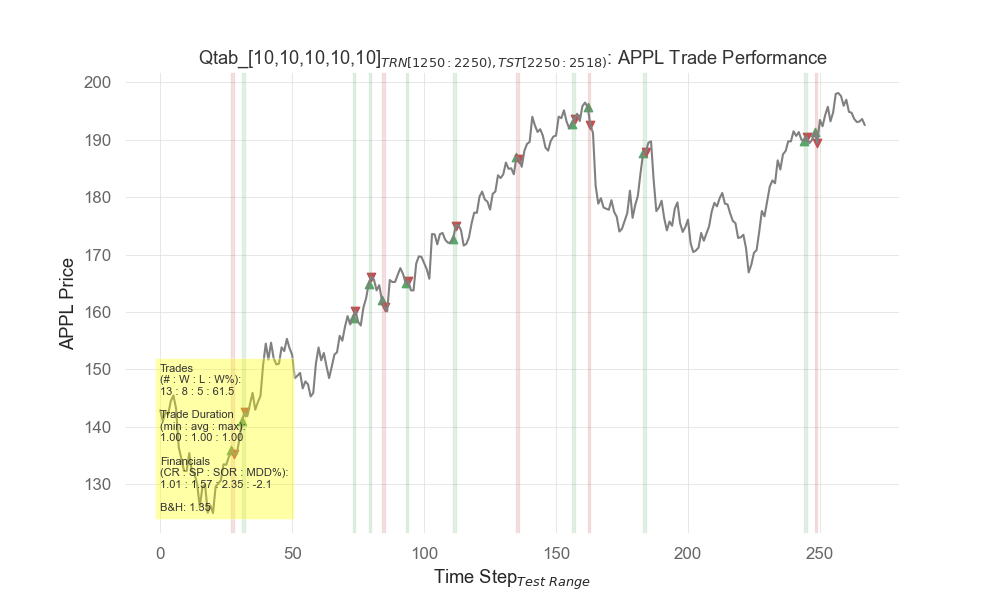 Qtab_[10,10,10,10,10]TRN[1250:2250),TST[2250:2518): APPL Trade Performance
200
190
180
170
160
150
140
130
APPL Price
Trades
(# : W : L : W%):
13 : 8 : 5 : 61.5
Trade Duration
(min : avg : max):
1.00 : 1.00 : 1.00
Financials
(CR : SP : SOR : MDD%):
1.01 : 1.57 : 2.35 : -2.1
B&H: 1.35
0 50 100 150 200 250
Time StepTest Range